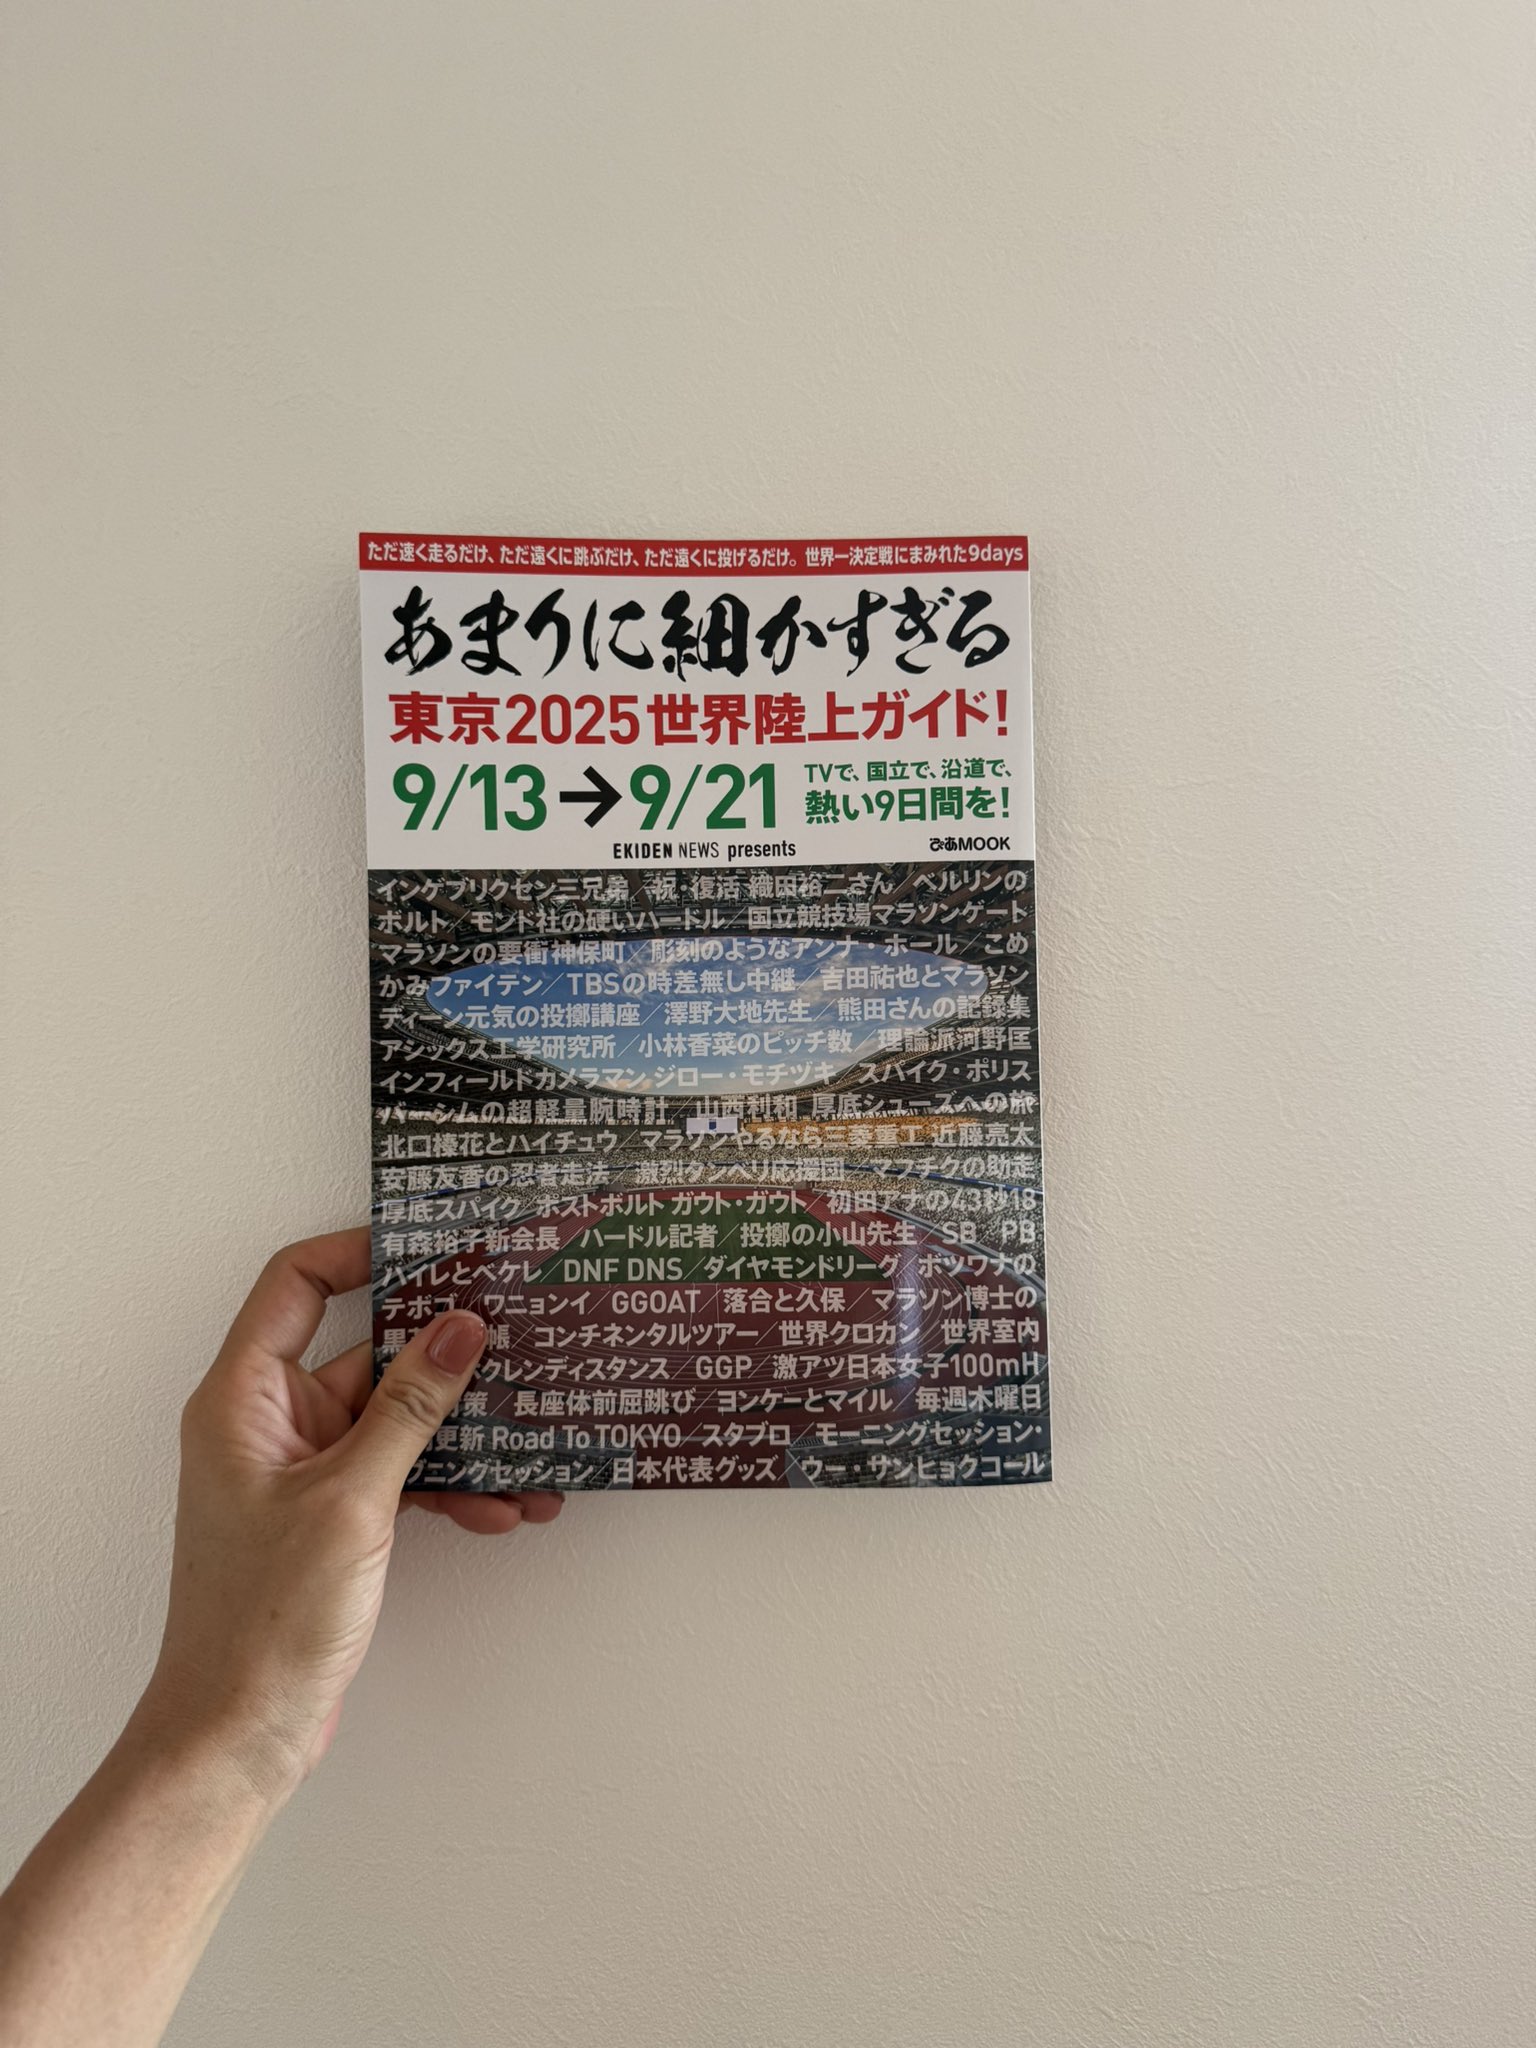 ただ速く走るだけ、ただ遠くに跳ぶだけ、ただ遠くに投げるだけ。世界一決定戦にまみれた9days
あまりに細かすぎる
東京2025世界陸上ガイド!
9/13→9/21
TVで、国立で、沿道で、
熱い9日間を!
EKIDEN NEWS presents
ぴあMOOK
インゲブリクセン三兄弟/祝・復活 織田裕二さん/ベルリンの
ボルト/モンド社の硬いハードル/国立競技場マラソンゲート
マラソンの要衝神保町/彫刻のようなアンナ・ホール/こめ
かみファイテン/TBSの時差無し中継/吉田祐也とマラソン
ディーン元気の投擲講座/澤野大地先生/熊田さんの記録集
アシックス工学研究所/小林香菜のピッチ数/理論派河野匡
インフィールドカメラマン ジロー・モチヅキ/スパイク・ポリス
バーシムの超軽量腕時計/山西利和/厚底シューズへの旅
北口榛花とハイチュウ/マラソンやるなら三菱重工/近藤亮太
安藤友香の忍者走法/激烈タンベリ応援団/マフチクの助走
厚底スパイク/ポストボルト ガウト・ガウト/初田アナの43秒18
有森裕子新会長/ハードル記者/投擲の小山先生/SB/PB
ハイレとベケレ/DNF DNS/ダイヤモンドリーグ/ボツワナの
テボゴ/ワニョンイ/GGOAT/落合と久保/マラソン博士の
黒 帳/コンチネンタルツアー/世界クロカン/世界室内
クレンディスタンス/GGP/激アツ日本女子100mH
策/長座体前屈跳び/ヨンケーとマイル/毎週木曜日
更新 Road To TOKYO/スタブロ/モーニングセッション・
ブニングセッション/日本代表グッズ/ウー・サンヒョクコール